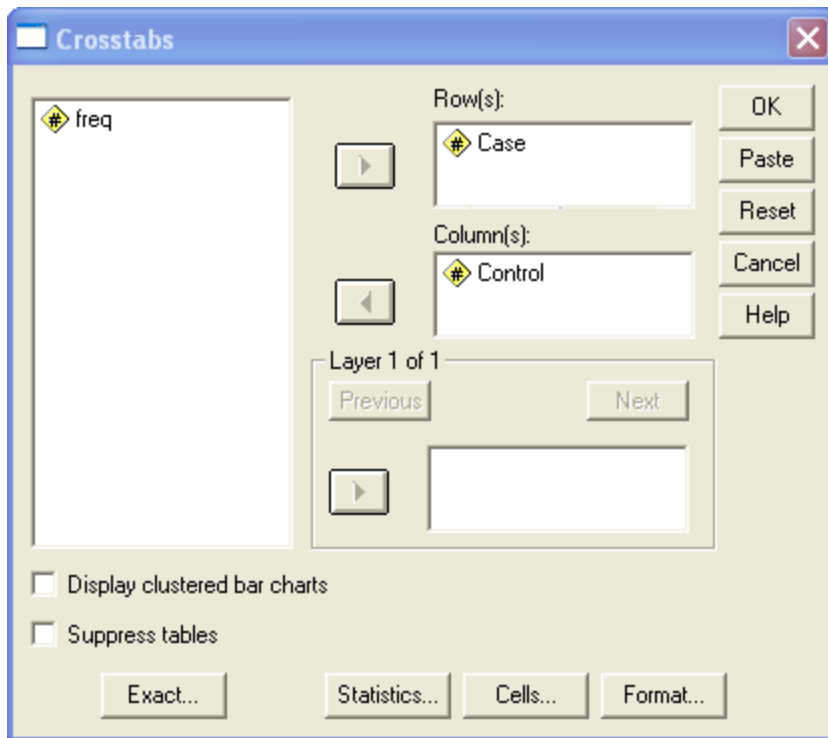 Crosstabs
# freq
Row(s):
# Case
Column(s):
# Control
Layer 1 of 1
Previous
Next
OK
Paste
Reset
Cancel
Help
Display clustered bar charts
Suppress tables
Exact...
Statistics...
Cells...
Format...